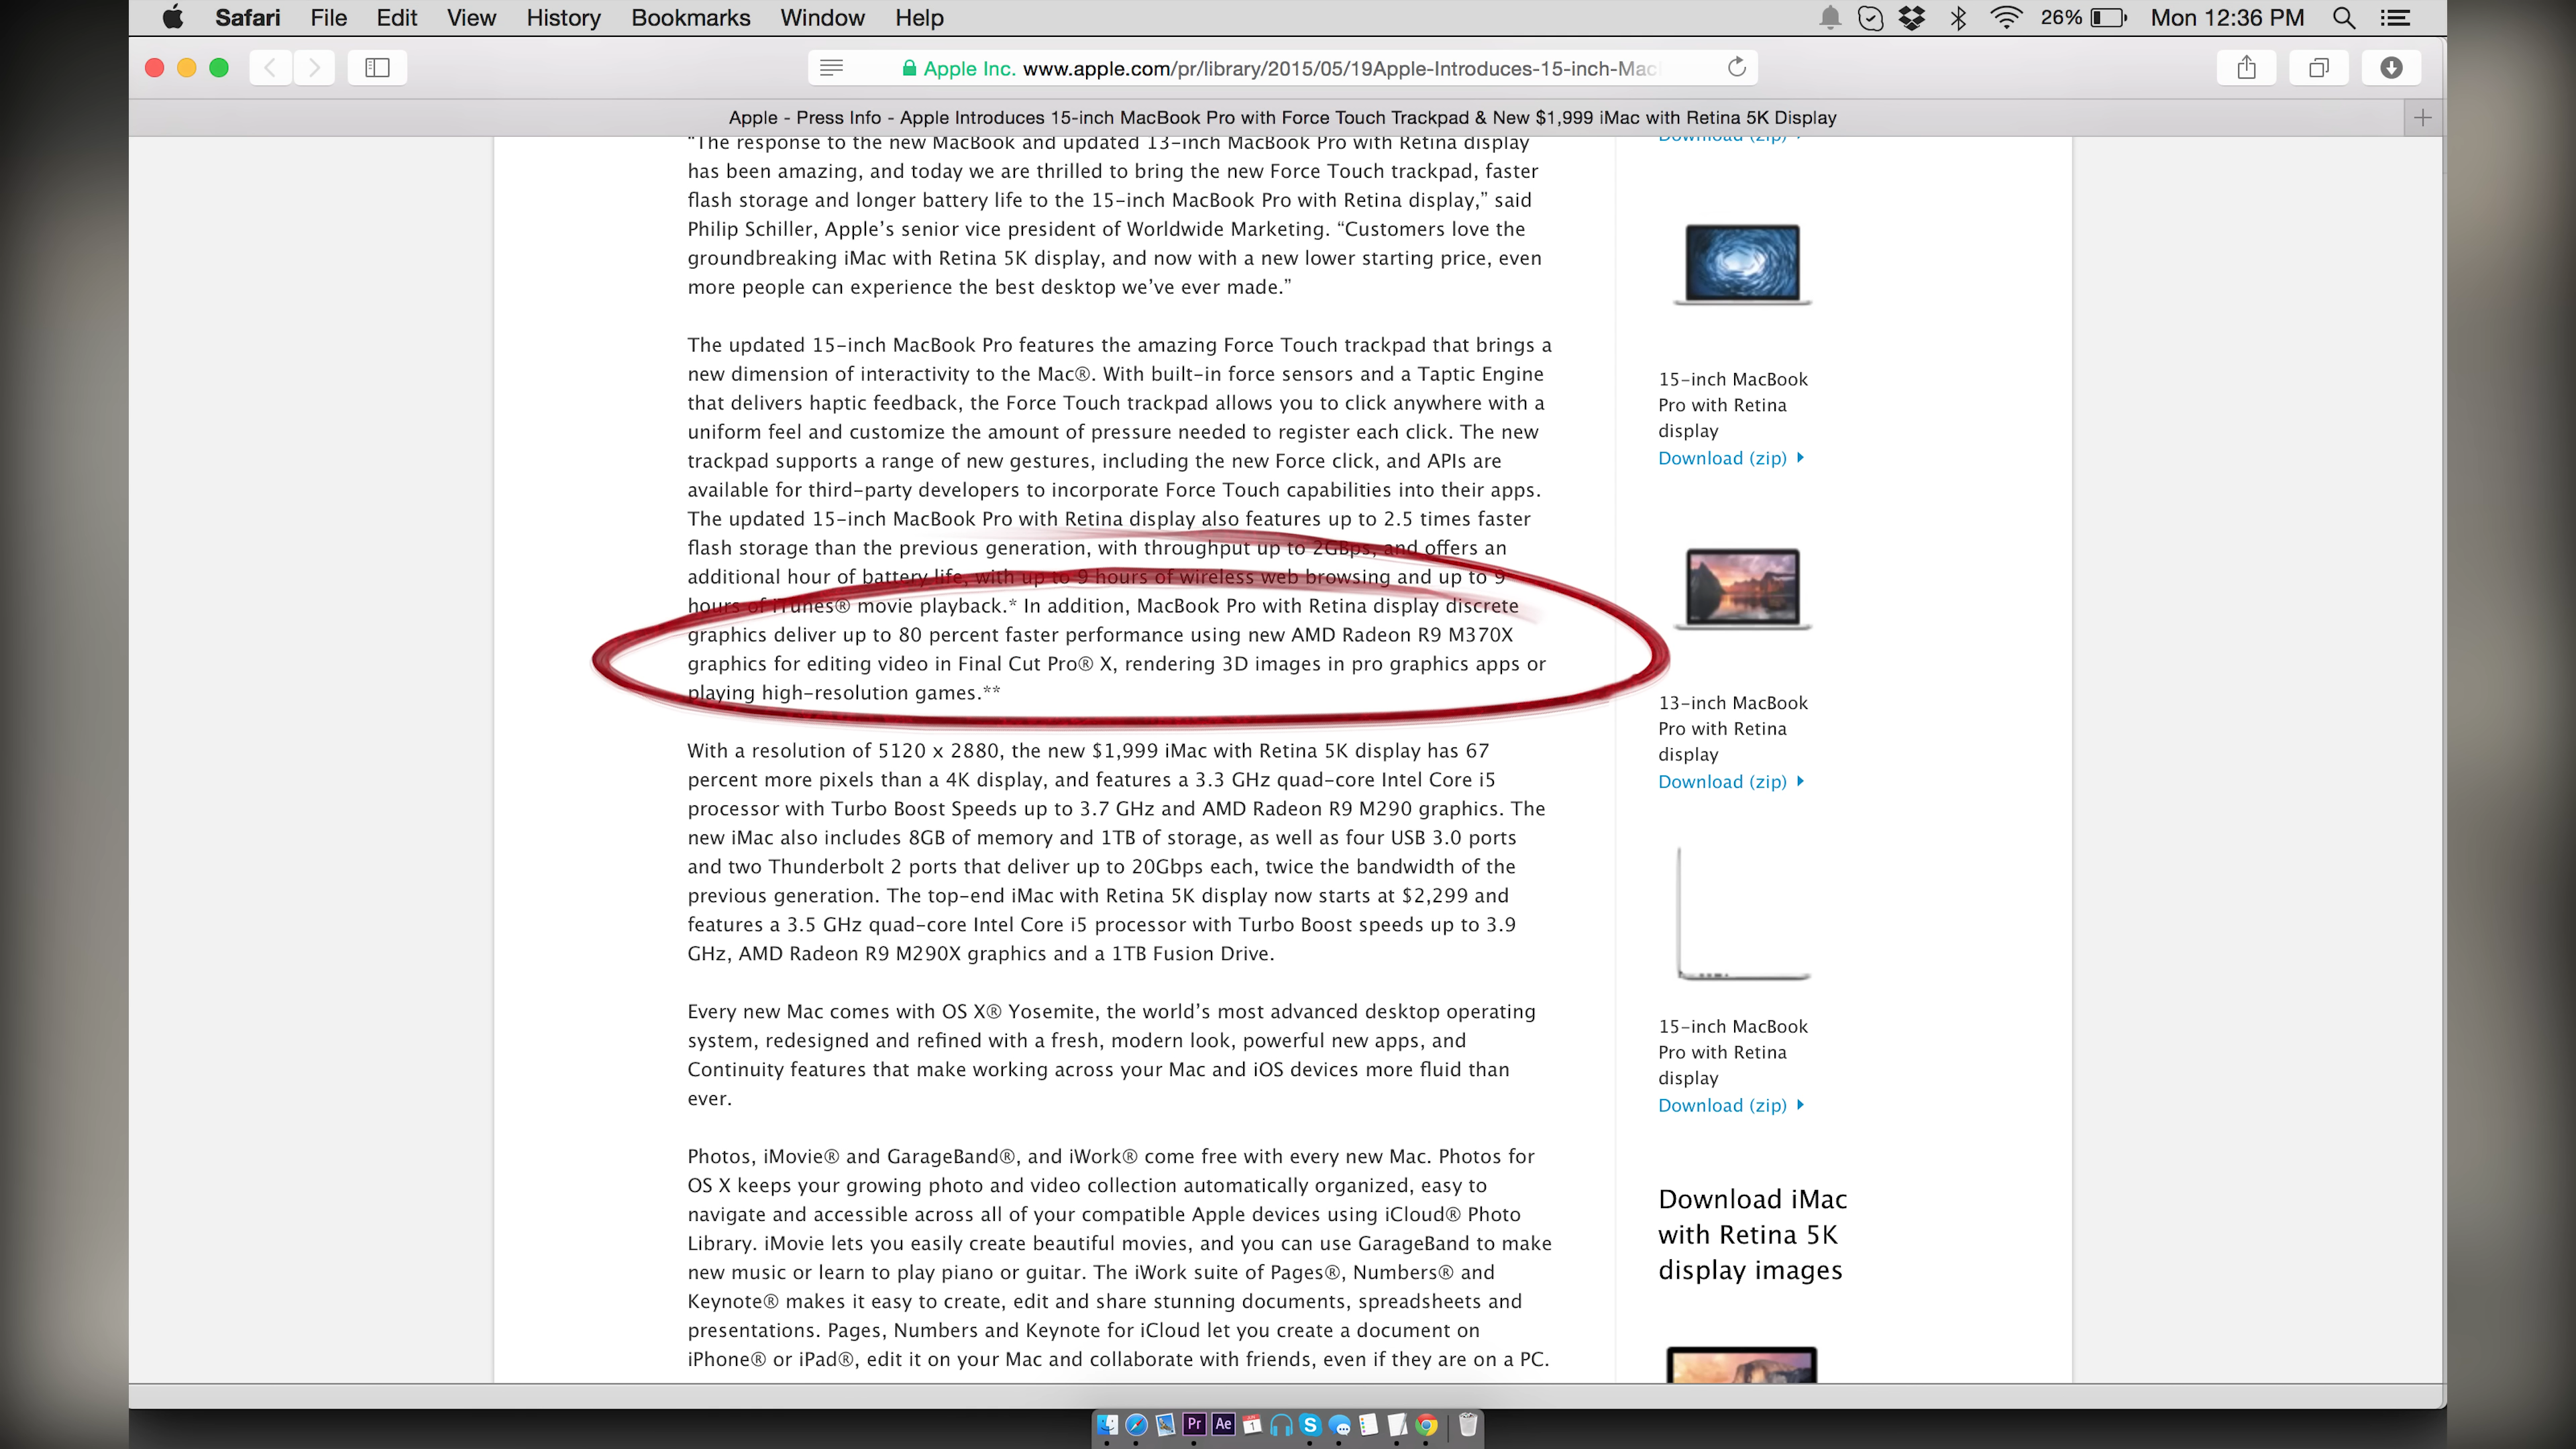 Safari File Edit View History Bookmarks Window Help 26% Mon 12:36 PM
Apple Inc. www.apple.com/pr/library/2015/05/19Apple-Introduces-15-inch-Mac
Apple - Press Info - Apple Introduces 15-inch MacBook Pro with Force Touch Trackpad & New $1,999 iMac with Retina 5K Display
"The response to the new MacBook and updated 13-inch MacBook Pro with Retina display
has been amazing, and today we are thrilled to bring the new Force Touch trackpad, faster
flash storage and longer battery life to the 15-inch MacBook Pro with Retina display,” said
Philip Schiller, Apple’s senior vice president of Worldwide Marketing. “Customers love the
groundbreaking iMac with Retina 5K display, and now with a new lower starting price, even
more people can experience the best desktop we’ve ever made.”
The updated 15-inch MacBook Pro features the amazing Force Touch trackpad that brings a
new dimension of interactivity to the Mac®. With built-in force sensors and a Taptic Engine
that delivers haptic feedback, the Force Touch trackpad allows you to click anywhere with a
uniform feel and customize the amount of pressure needed to register each click. The new
trackpad supports a range of new gestures, including the new Force click, and APIs are
available for third-party developers to incorporate Force Touch capabilities into their apps.
The updated 15-inch MacBook Pro with Retina display also features up to 2.5 times faster
flash storage than the previous generation, with throughput up to 2GBps, and offers an
additional hour of battery life, with up to 9 hours of wireless web browsing and up to 9
hours of iTunes® movie playback.* In addition, MacBook Pro with Retina display discrete
graphics deliver up to 80 percent faster performance using new AMD Radeon R9 M370X
graphics for editing video in Final Cut Pro® X, rendering 3D images in pro graphics apps or
playing high-resolution games.**
With a resolution of 5120 x 2880, the new $1,999 iMac with Retina 5K display has 67
percent more pixels than a 4K display, and features a 3.3 GHz quad-core Intel Core i5
processor with Turbo Boost Speeds up to 3.7 GHz and AMD Radeon R9 M290 graphics. The
new iMac also includes 8GB of memory and 1TB of storage, as well as four USB 3.0 ports
and two Thunderbolt 2 ports that deliver up to 20Gbps each, twice the bandwidth of the
previous generation. The top-end iMac with Retina 5K display now starts at $2,299 and
features a 3.5 GHz quad-core Intel Core i5 processor with Turbo Boost speeds up to 3.9
GHz, AMD Radeon R9 M290X graphics and a 1TB Fusion Drive.
Every new Mac comes with OS X® Yosemite, the world’s most advanced desktop operating
system, redesigned and refined with a fresh, modern look, powerful new apps, and
Continuity features that make working across your Mac and iOS devices more fluid than
ever.
Photos, iMovie® and GarageBand®, and iWork® come free with every new Mac. Photos for
OS X keeps your growing photo and video collection automatically organized, easy to
navigate and accessible across all of your compatible Apple devices using iCloud® Photo
Library. iMovie lets you easily create beautiful movies, and you can use GarageBand to make
new music or learn to play piano or guitar. The iWork suite of Pages®, Numbers® and
Keynote® makes it easy to create, edit and share stunning documents, spreadsheets and
presentations. Pages, Numbers and Keynote for iCloud let you create a document on
iPhone® or iPad®, edit it on your Mac and collaborate with friends, even if they are on a PC.
Download (zip)
15-inch MacBook
Pro with Retina
display
Download (zip)
13-inch MacBook
Pro with Retina
display
Download (zip)
15-inch MacBook
Pro with Retina
display
Download (zip)
Download iMac
with Retina 5K
display images
Pr Ae 1 S